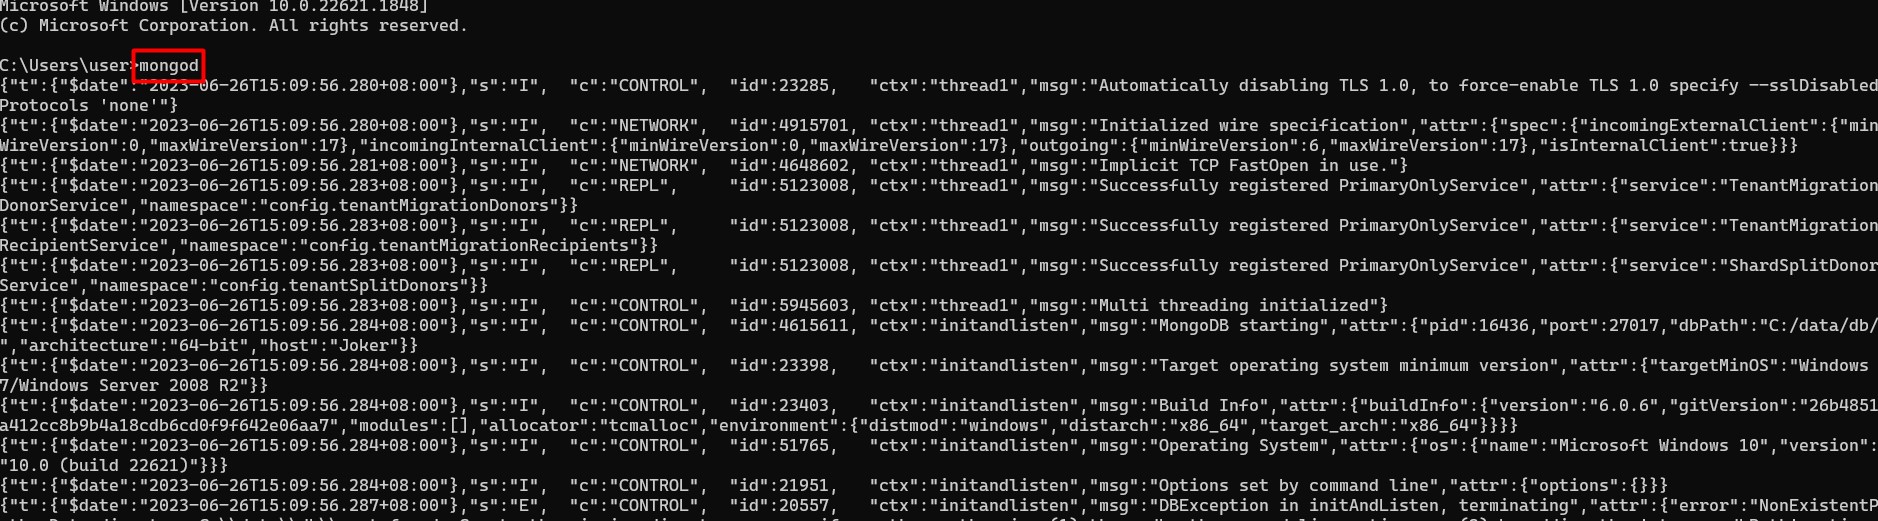 Microsoft Windows [Version 10.0.22621.1848]
(c) Microsoft Corporation. All rights reserved.
C:\Users\user>mongod
{"t":{"$date":"2023-06-26T15:09:56.280+08:00"},"s":"I",  "c":"CONTROL",  "id":23285,   "ctx":"thread1","msg":"Automatically disabling TLS 1.0, to force-enable TLS 1.0 specify --sslDisabled
Protocols 'none'"}
{"t":{"$date":"2023-06-26T15:09:56.280+08:00"},"s":"I",  "c":"NETWORK",  "id":4915701, "ctx":"thread1","msg":"Initialized wire specification","attr":{"spec":{"incomingExternalClient":{"min
WireVersion":0,"maxWireVersion":17},"incomingInternalClient":{"minWireVersion":0,"maxWireVersion":17},"outgoing":{"minWireVersion":6,"maxWireVersion":17},"isInternalClient":true}}}
{"t":{"$date":"2023-06-26T15:09:56.281+08:00"},"s":"I",  "c":"NETWORK",  "id":4648602, "ctx":"thread1","msg":"Implicit TCP FastOpen in use."}
{"t":{"$date":"2023-06-26T15:09:56.283+08:00"},"s":"I",  "c":"REPL",     "id":5123008, "ctx":"thread1","msg":"Successfully registered PrimaryOnlyService","attr":{"service":"TenantMigration
DonorService","namespace":"config.tenantMigrationDonors"}}
{"t":{"$date":"2023-06-26T15:09:56.283+08:00"},"s":"I",  "c":"REPL",     "id":5123008, "ctx":"thread1","msg":"Successfully registered PrimaryOnlyService","attr":{"service":"TenantMigration
RecipientService","namespace":"config.tenantMigrationRecipients"}}
{"t":{"$date":"2023-06-26T15:09:56.283+08:00"},"s":"I",  "c":"REPL",     "id":5123008, "ctx":"thread1","msg":"Successfully registered PrimaryOnlyService","attr":{"service":"ShardSplitDonor
Service","namespace":"config.tenantSplitDonors"}}
{"t":{"$date":"2023-06-26T15:09:56.283+08:00"},"s":"I",  "c":"CONTROL",  "id":5945603, "ctx":"thread1","msg":"Multi threading initialized"}
{"t":{"$date":"2023-06-26T15:09:56.284+08:00"},"s":"I",  "c":"CONTROL",  "id":4615611, "ctx":"initandlisten","msg":"MongoDB starting","attr":{"pid":16436,"port":27017,"dbPath":"C:/data/db/
","architecture":"64-bit","host":"Joker"}}
{"t":{"$date":"2023-06-26T15:09:56.284+08:00"},"s":"I",  "c":"CONTROL",  "id":23398,   "ctx":"initandlisten","msg":"Target operating system minimum version","attr":{"targetMinOS":"Windows
7/Windows Server 2008 R2"}}
{"t":{"$date":"2023-06-26T15:09:56.284+08:00"},"s":"I",  "c":"CONTROL",  "id":23403,   "ctx":"initandlisten","msg":"Build Info","attr":{"buildInfo":{"version":"6.0.6","gitVersion":"26b4851
a412cc8b9b4a18cdb6cd0f9f642e06aa7","modules":[],"allocator":"tcmalloc","environment":{"distmod":"windows","distarch":"x86_64","target_arch":"x86_64"}}}}
{"t":{"$date":"2023-06-26T15:09:56.284+08:00"},"s":"I",  "c":"CONTROL",  "id":51765,   "ctx":"initandlisten","msg":"Operating System","attr":{"os":{"name":"Microsoft Windows 10","version":
"10.0 (build 22621)"}}}
{"t":{"$date":"2023-06-26T15:09:56.284+08:00"},"s":"I",  "c":"CONTROL",  "id":21951,   "ctx":"initandlisten","msg":"Options set by command line","attr":{"options":{}}}
{"t":{"$date":"2023-06-26T15:09:56.287+08:00"},"s":"E",  "c":"CONTROL",  "id":20557,   "ctx":"initandlisten","msg":"DBException in initAndListen, terminating","attr":{"error":"NonExistentP